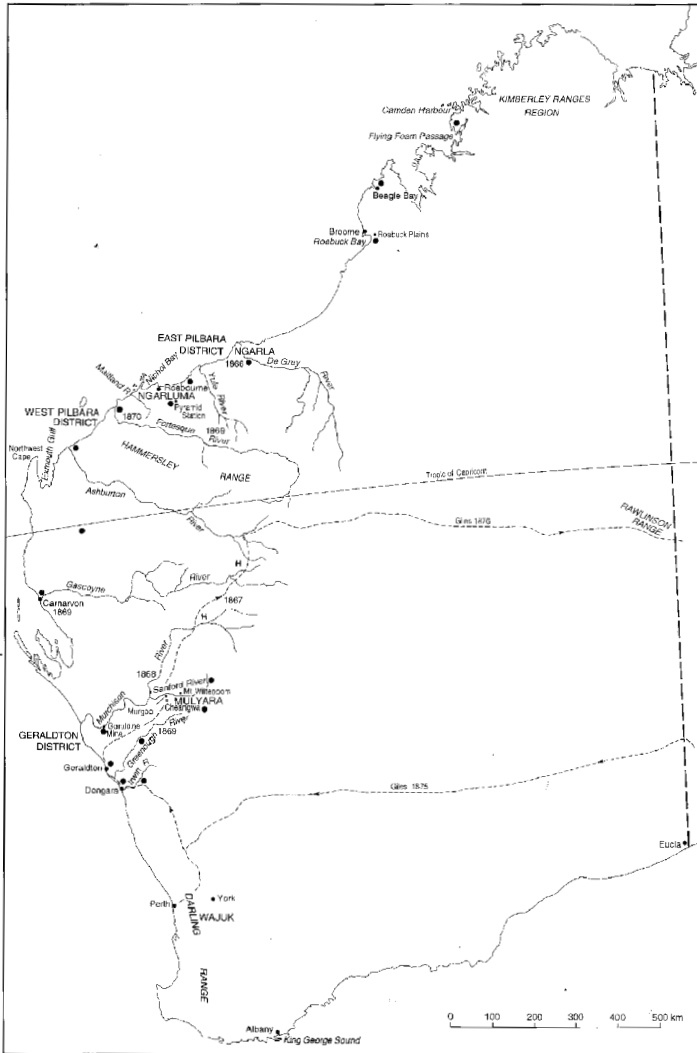 Camden Harbour
KIMBERLEY RANGES
REGION
Flying Foam Passage
Beagle Bay
Broome
Roebuck Plains
Roebuck Bay
EAST PILBARA
DISTRICT
NGARLA
1866
De Grey
River
Nichol Bay
Maitland R
Roebourne
NGARLUMA
Pyramid
Station
Yule River
1869
WEST PILBARA
DISTRICT
1870
Fortesque
River
Northwest
Cape
Exmouth Gulf
HAMMERSLEY
RANGE
Tropic of Capricorn
Ashburton
River
Giles 1876
RAWLINSON
RANGE
H
Gascoyne
River
Carnarvon
1869
1867
H
River
1868
Sanford River
Mt Wittenoom
MULYARA
Cheangwa
Murchison
Murgoo
River
1869
Greenough
Geraldine
Mine
GERALDTON
DISTRICT
Geraldton
Irwin R
Dongara
Giles 1875
Eucla
York
Perth
DARLING
WAJUK
RANGE
Albany
King George Sound
0 100 200 300 400 500 km